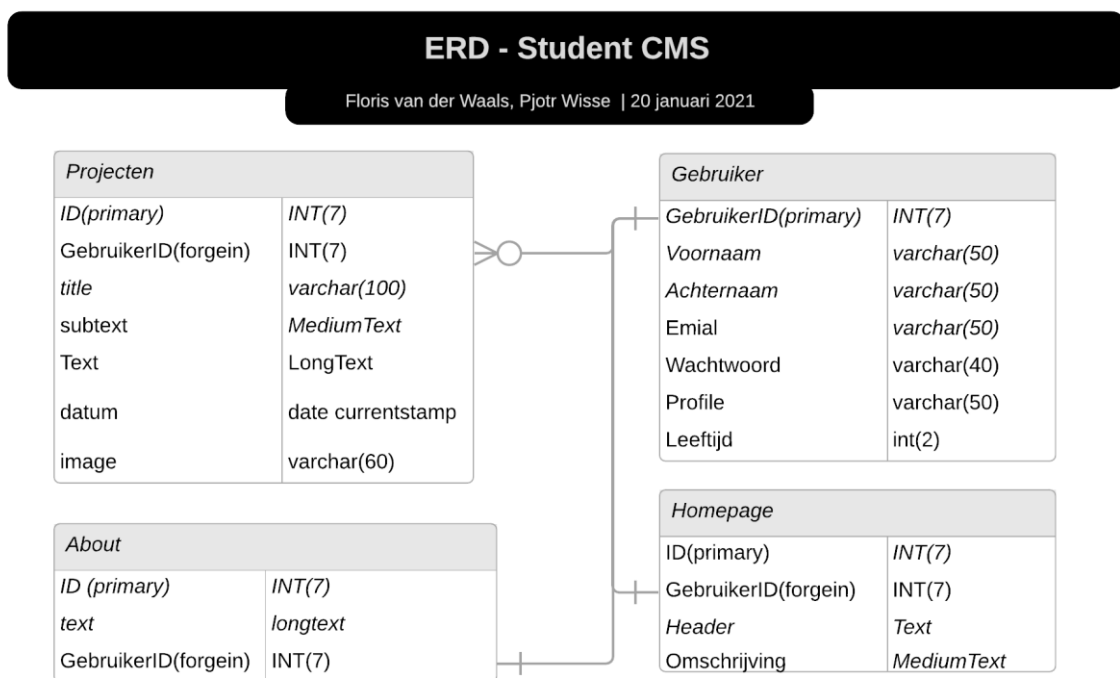 ERD - Student CMS
Floris van der Waals, Pjotr Wisse | 20 januari 2021
Projecten
ID(primary) INT(7)
GebruikerID(forgein) INT(7)
title varchar(100)
subtext MediumText
Text LongText
datum date currentstamp
image varchar(60)
Gebruiker
GebruikerID(primary) INT(7)
Voornaam varchar(50)
Achternaam varchar(50)
Emial varchar(50)
Wachtwoord varchar(40)
Profile varchar(50)
Leeftijd int(2)
About
ID (primary) INT(7)
text longtext
GebruikerID(forgein) INT(7)
Homepage
ID(primary) INT(7)
GebruikerID(forgein) INT(7)
Header Text
Omschrijving MediumText